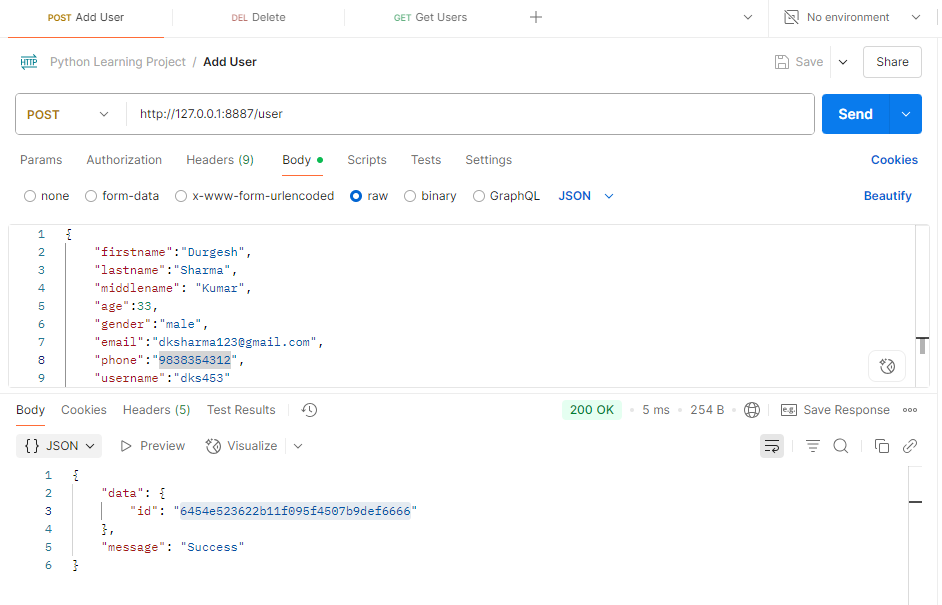 POST Add User DEL Delete GET Get Users No environment
HTTP Python Learning Project / Add User Save Share
POST http://127.0.0.1:8887/user Send
Params Authorization Headers (9) Body Scripts Tests Settings Cookies
none form-data x-www-form-urlencoded raw binary GraphQL JSON Beautify
1 {
2 "firstname":"Durgesh",
3 "lastname":"Sharma",
4 "middlename": "Kumar",
5 "age":33,
6 "gender":"male",
7 "email":"dksharma123@gmail.com",
8 "phone":"9838354312",
9 "username":"dks453"
Body Cookies Headers (5) Test Results 200 OK 5 ms 254 B e.g. Save Response
{} JSON Preview Visualize
1 {
2 "data": {
3 "id": "6454e523622b11f095f4507b9def6666"
4 },
5 "message": "Success"
6 }